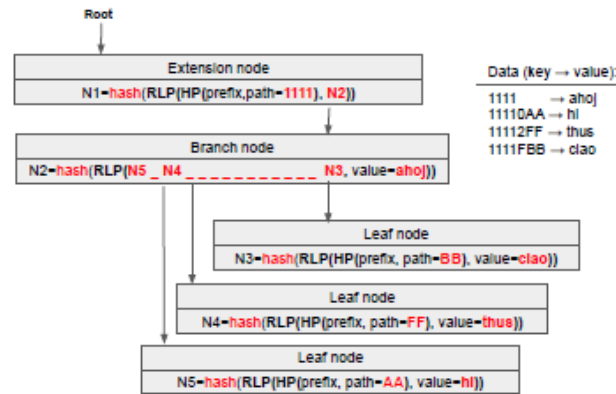 Root
Extension node
N1=hash(RLP(HP(prefix,path=1111), N2))
Branch node
N2=hash(RLP(N5 _ N4 _ _ _ _ _ _ _ _ _ _ _ _ N3, value=ahoj))
Leaf node
N3=hash(RLP(HP(prefix, path=BB), value=ciao))
Leaf node
N4=hash(RLP(HP(prefix, path=FF), value=thus))
Leaf node
N5=hash(RLP(HP(prefix, path=AA), value=hi))
Data (key → value):
1111 → ahoj
11110AA → hi
11112FF → thus
1111FBB → ciao